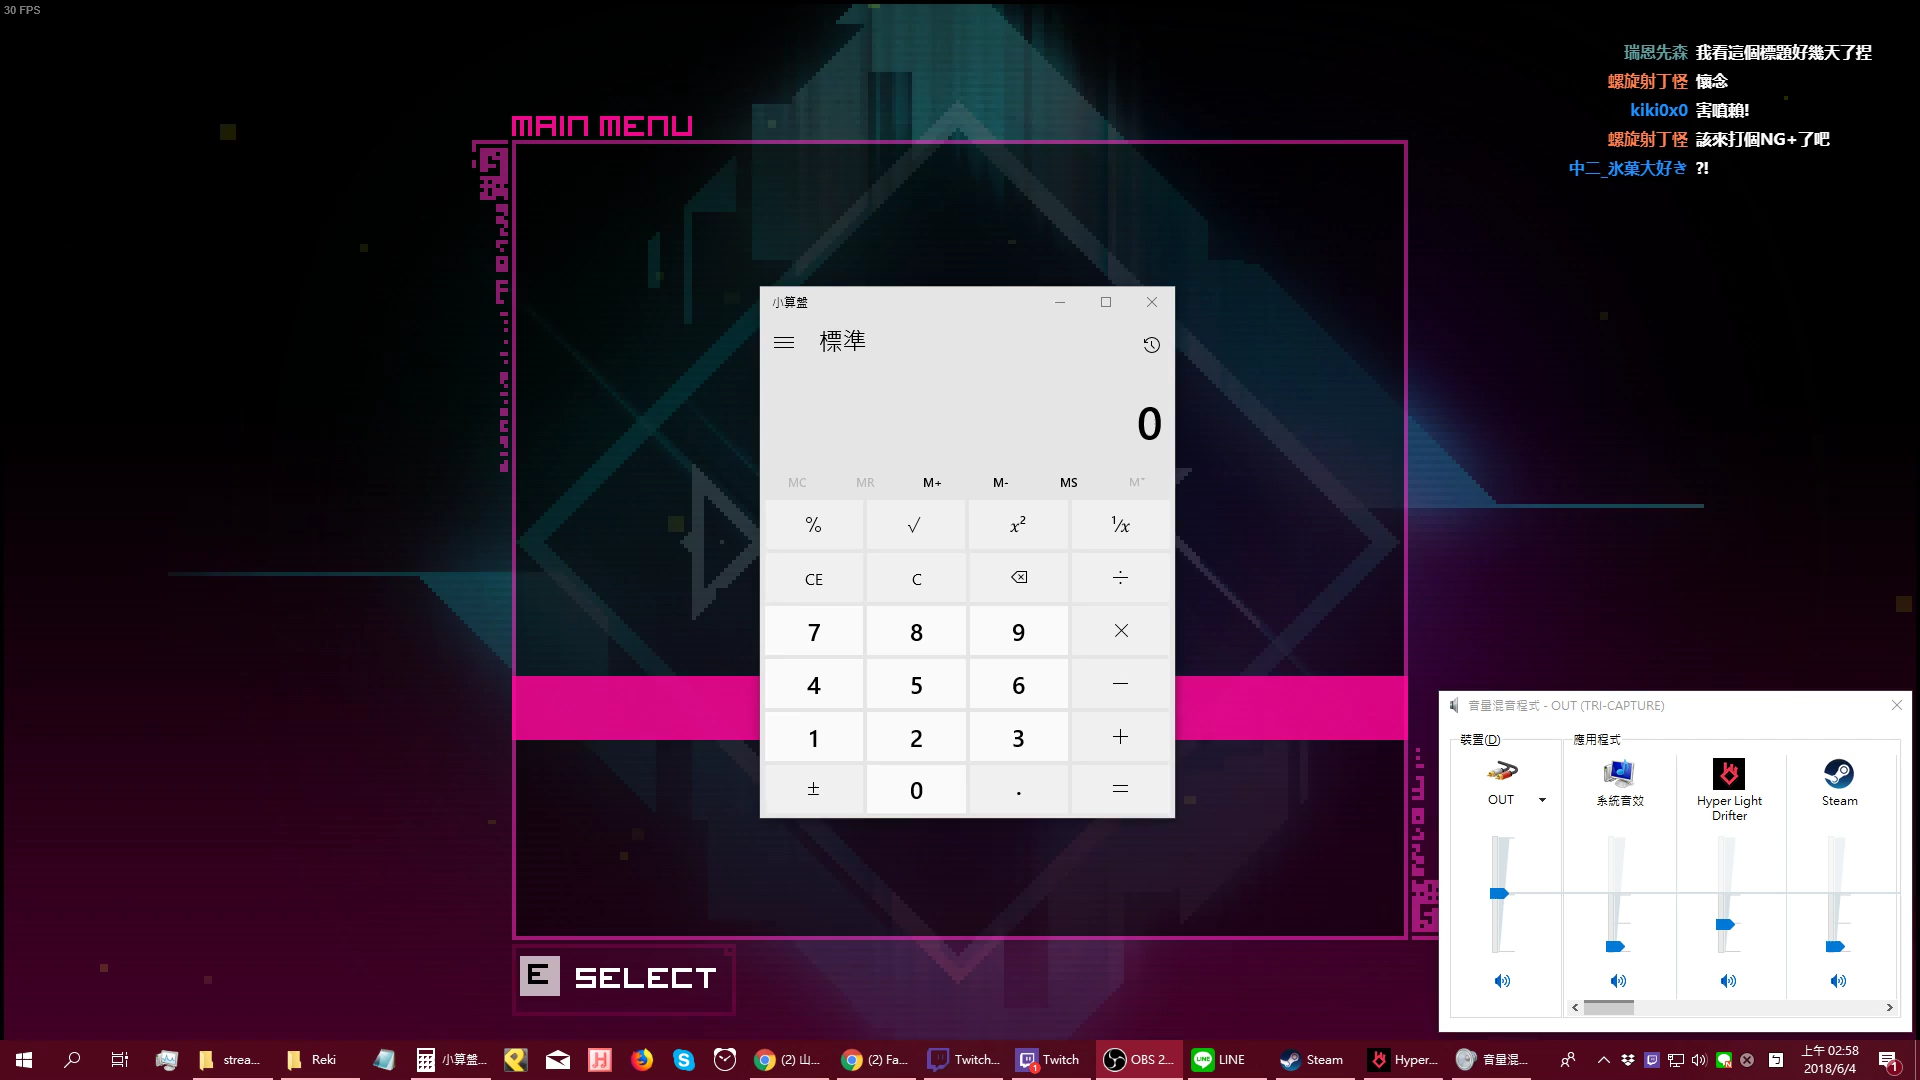 30 FPS
瑞恩先森 我看這個標題好幾天了捏
螺旋射丁怪 懷念
kiki0x0 害噴賴!
螺旋射丁怪 該來打個NG+了吧
中二_氷菓大好き ?!
MAIN MENU
小算盤
標準
0
MC MR M+ M- MS M˅
% √ x² ¹/x
CE C ⌫ ÷
7 8 9 ×
4 5 6 −
1 2 3 +
± 0 . =
E SELECT
音量混音程式 - OUT (TRI-CAPTURE)
裝置(D) 應用程式
OUT 系統音效 Hyper Light Drifter Steam
strea... Reki 小算盤... (2) 山... (2) Fa... Twitch... Twitch OBS 2... LINE Steam Hyper... 音量混...
上午 02:58
2018/6/4
1